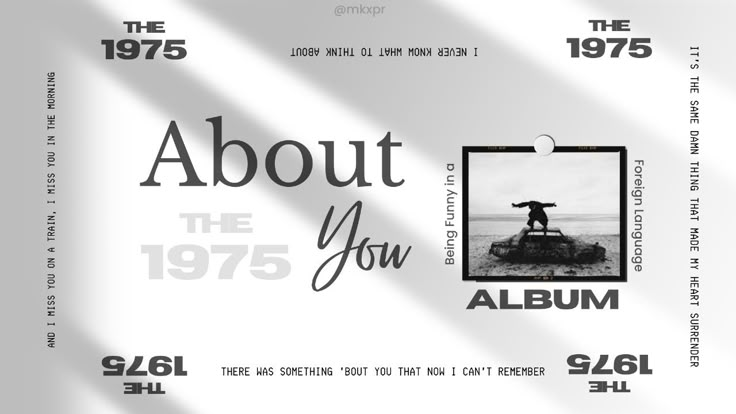 @mkxpr
THE
1975
I NEVER KNOW WHAT TO THINK ABOUT
THE
1975
AND I MISS YOU ON A TRAIN, I MISS YOU IN THE MORNING
About
You
THE
1975
Being Funny in a
Foreign Language
ALBUM
IT'S THE SAME DAMN THING THAT MADE MY HEART SURRENDER
THE
1975
THERE WAS SOMETHING 'BOUT YOU THAT NOW I CAN'T REMEMBER
THE
1975